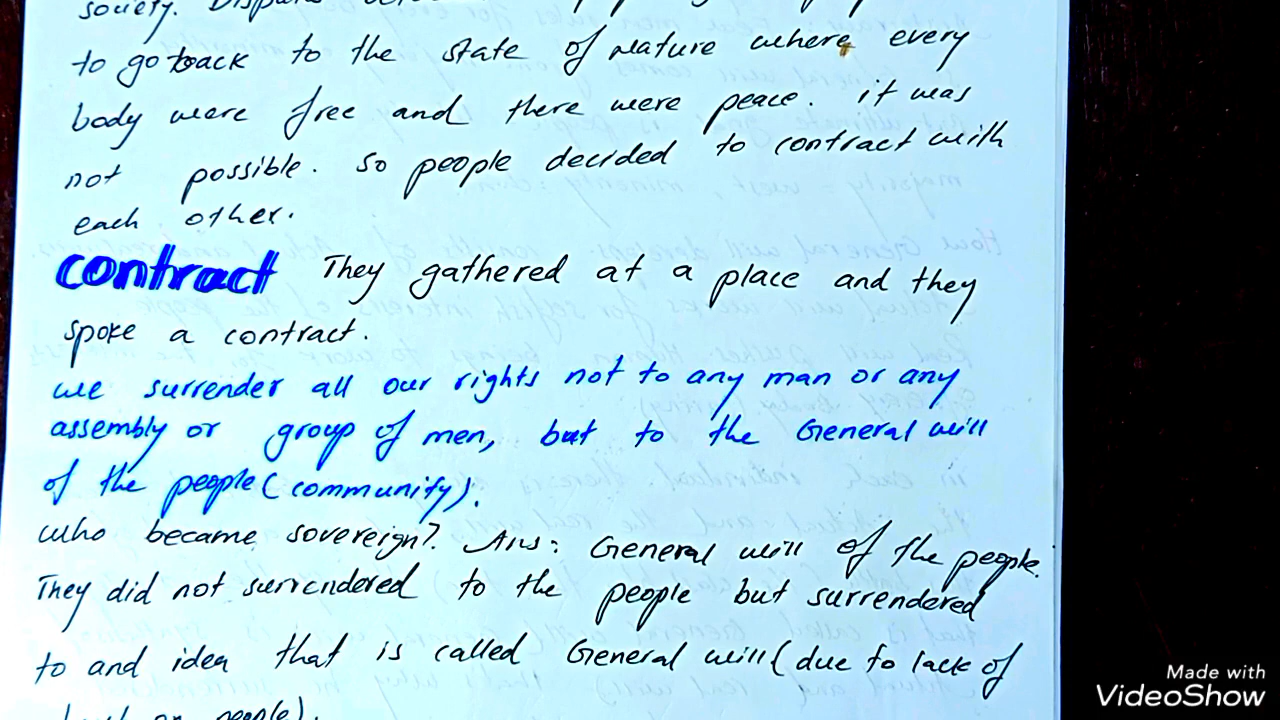 society.
to go back to the state of Nature where every
body were free and there were peace. it was
not possible. so people decided to contract with
each other.
contract They gathered at a place and they
spoke a contract.
we surrender all our rights not to any man or any
assembly or group of men, but to the General will
of the people (community).
who became sovereign? Ans: General will of the people.
They did not surrendered to the people but surrendered
to and idea that is called General will (due to lack of
people).
Made with
VideoShow